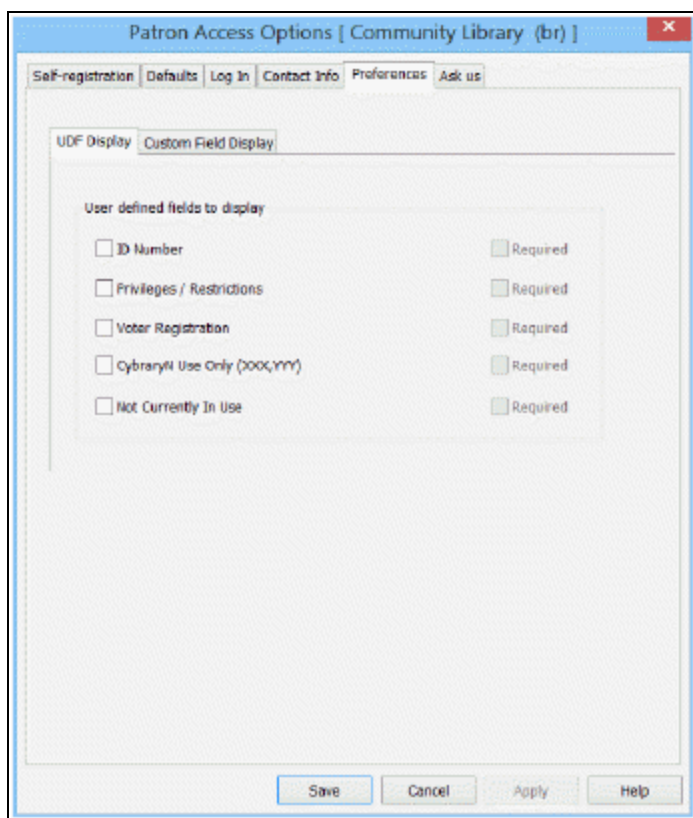 Patron Access Options [ Community Library (br) ]
Self-registration Defaults Log In Contact Info Preferences Ask us
UDF Display Custom Field Display
User defined fields to display
ID Number Required
Privileges / Restrictions Required
Voter Registration Required
CybraryN Use Only (XXX,YYY) Required
Not Currently In Use Required
Save Cancel Apply Help